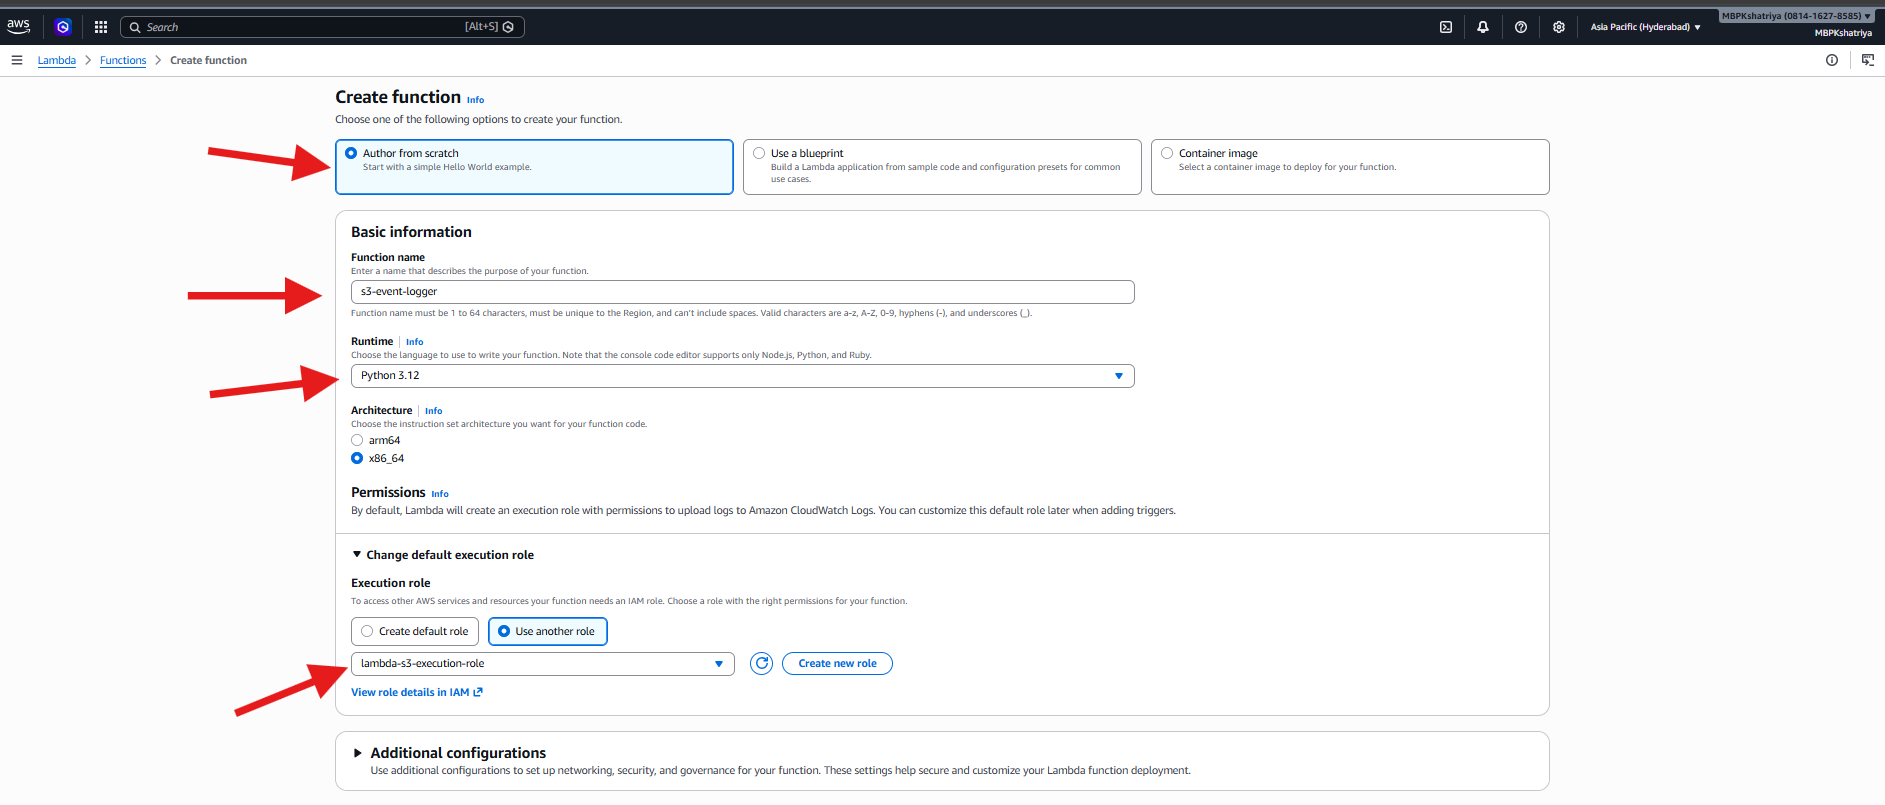 aws
Search
[Alt+S]
Asia Pacific (Hyderabad)
MBPKshatriya (0814-1627-8585)
MBPKshatriya
Lambda
Functions
Create function
Create function Info
Choose one of the following options to create your function.
Author from scratch
Start with a simple Hello World example.
Use a blueprint
Build a Lambda application from sample code and configuration presets for common
use cases.
Container image
Select a container image to deploy for your function.
Basic information
Function name
Enter a name that describes the purpose of your function.
s3-event-logger
Function name must be 1 to 64 characters, must be unique to the Region, and can't include spaces. Valid characters are a-z, A-Z, 0-9, hyphens (-), and underscores (_).
Runtime Info
Choose the language to use to write your function. Note that the console code editor supports only Node.js, Python, and Ruby.
Python 3.12
Architecture Info
Choose the instruction set architecture you want for your function code.
arm64
x86_64
Permissions Info
By default, Lambda will create an execution role with permissions to upload logs to Amazon CloudWatch Logs. You can customize this default role later when adding triggers.
Change default execution role
Execution role
To access other AWS services and resources your function needs an IAM role. Choose a role with the right permissions for your function.
Create default role
Use another role
lambda-s3-execution-role
Create new role
View role details in IAM
Additional configurations
Use additional configurations to set up networking, security, and governance for your function. These settings help secure and customize your Lambda function deployment.